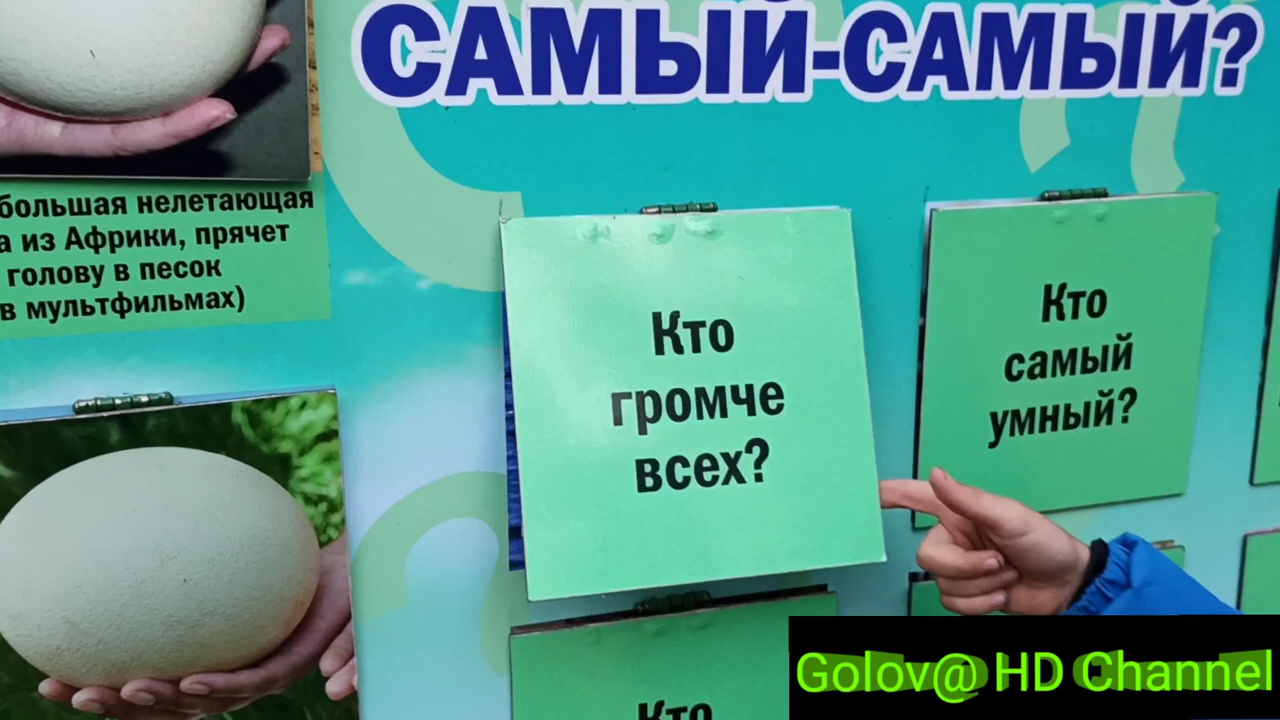 САМЫЙ-САМЫЙ?
большая нелетающая
а из Африки, прячет
голову в песок
в мультфильмах)
Кто
громче
всех?
Кто
самый
умный?
Кто
Golov@ HD Channel